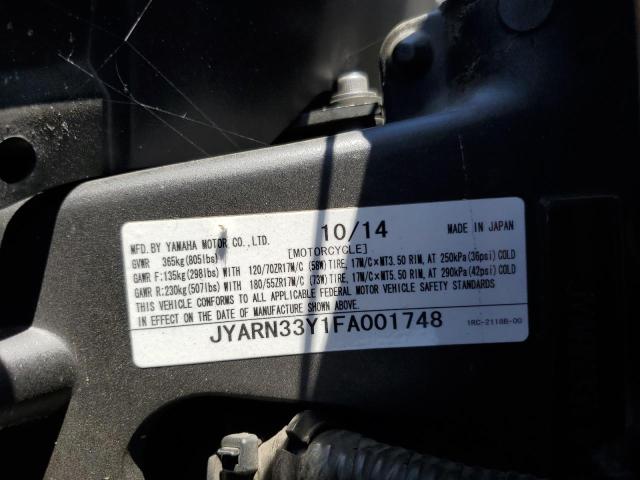 10/14 MADE IN JAPAN
MFD.BY YAMAHA MOTOR CO.,LTD. [MOTORCYCLE]
GVWR 365kg(805lbs)
GAWR F:135kg(298lbs)WITH 120/70ZR17M/C (58W)TIRE, 17M/C×MT3.50 RIM, AT 250kPa(36psi)COLD
GAWR R:230kg(507lbs)WITH 180/55ZR17M/C (73W)TIRE, 17M/C×MT5.50 RIM, AT 290kPa(42psi)COLD
THIS VEHICLE CONFORMS TO ALL APPLICABLE FEDERAL MOTOR VEHICLE SAFETY STANDARDS
IN EFFECT ON THE DATE OF MANUFACTURE SHOWN ABOVE.
JYARN33Y1FA001748 1RC-2118B-00